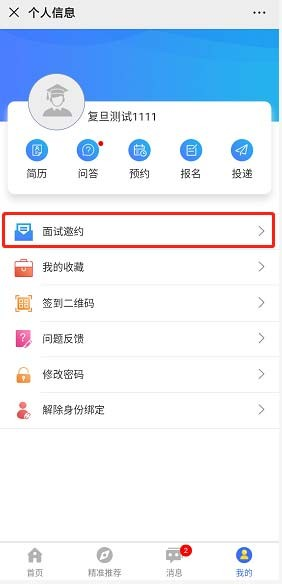 个人信息
复旦测试1111
简历 问答 预约 报名 投递
面试邀约
我的收藏
签到二维码
问题反馈
修改密码
解除身份绑定
2
首页 精准推荐 消息 我的